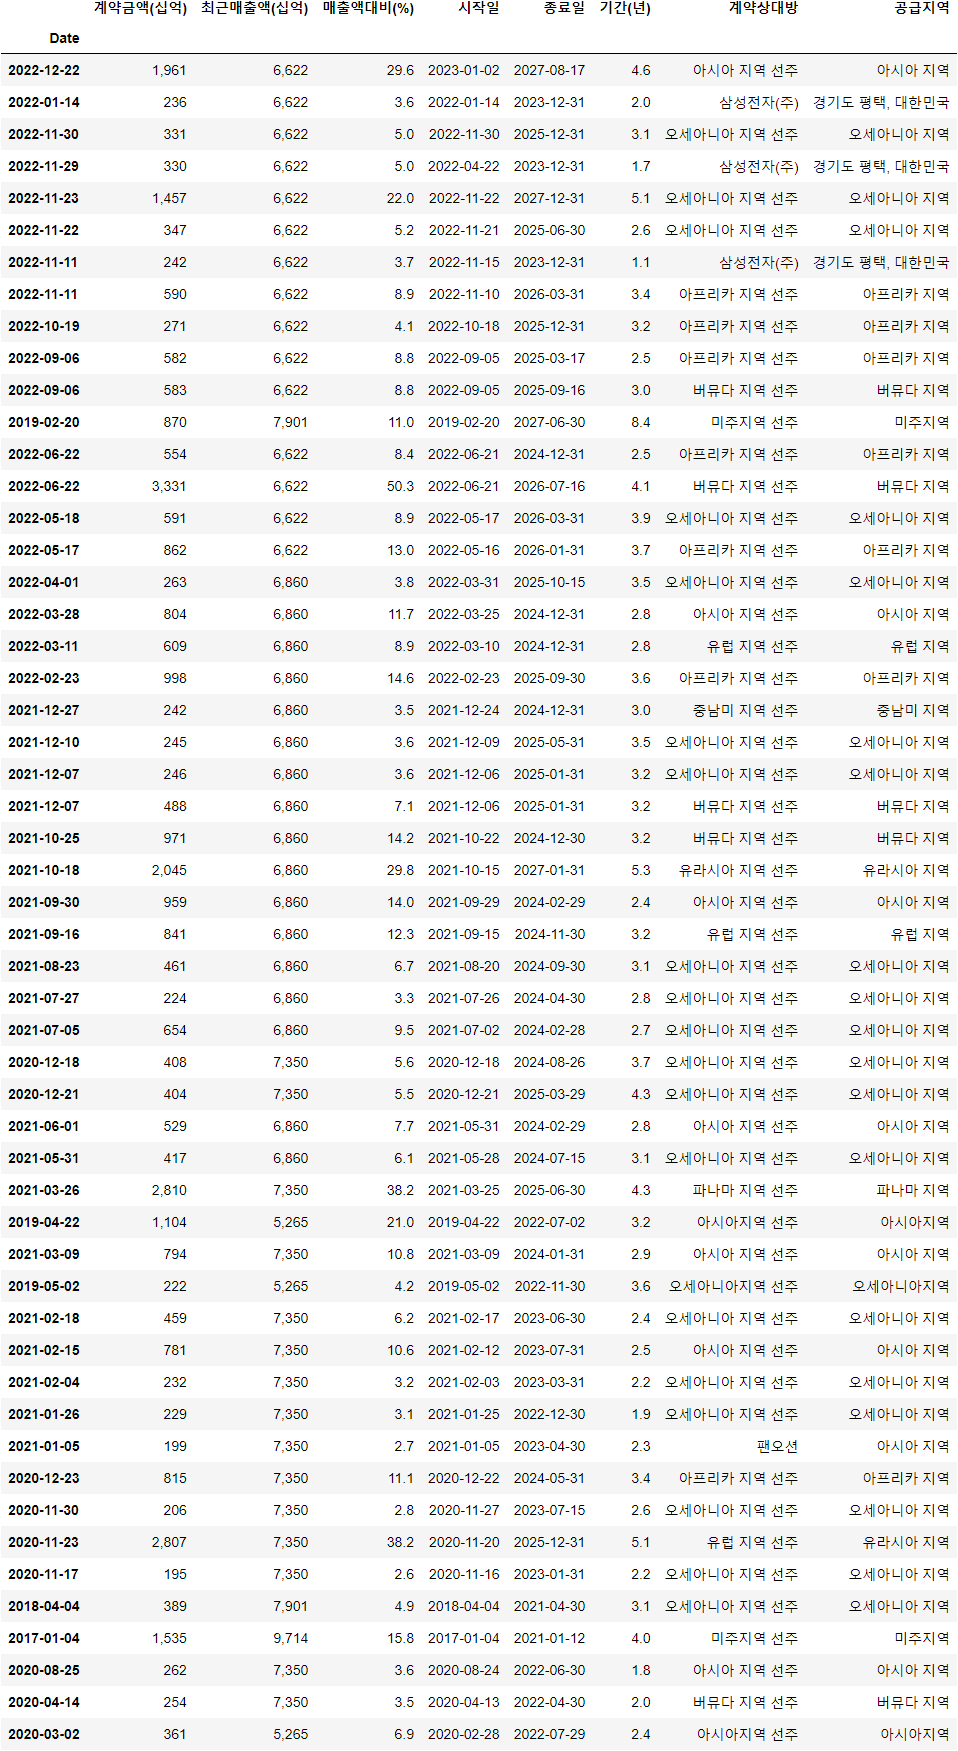 계약금액(십억) 최근매출액(십억) 매출액대비(%) 시작일 종료일 기간(년) 계약상대방 공급지역
Date
2022-12-22 1,961 6,622 29.6 2023-01-02 2027-08-17 4.6 아시아 지역 선주 아시아 지역
2022-01-14 236 6,622 3.6 2022-01-14 2023-12-31 2.0 삼성전자(주) 경기도 평택, 대한민국
2022-11-30 331 6,622 5.0 2022-11-30 2025-12-31 3.1 오세아니아 지역 선주 오세아니아 지역
2022-11-29 330 6,622 5.0 2022-04-22 2023-12-31 1.7 삼성전자(주) 경기도 평택, 대한민국
2022-11-23 1,457 6,622 22.0 2022-11-22 2027-12-31 5.1 오세아니아 지역 선주 오세아니아 지역
2022-11-22 347 6,622 5.2 2022-11-21 2025-06-30 2.6 오세아니아 지역 선주 오세아니아 지역
2022-11-11 242 6,622 3.7 2022-11-15 2023-12-31 1.1 삼성전자(주) 경기도 평택, 대한민국
2022-11-11 590 6,622 8.9 2022-11-10 2026-03-31 3.4 아프리카 지역 선주 아프리카 지역
2022-10-19 271 6,622 4.1 2022-10-18 2025-12-31 3.2 아프리카 지역 선주 아프리카 지역
2022-09-06 582 6,622 8.8 2022-09-05 2025-03-17 2.5 아프리카 지역 선주 아프리카 지역
2022-09-06 583 6,622 8.8 2022-09-05 2025-09-16 3.0 버뮤다 지역 선주 버뮤다 지역
2019-02-20 870 7,901 11.0 2019-02-20 2027-06-30 8.4 미주지역 선주 미주지역
2022-06-22 554 6,622 8.4 2022-06-21 2024-12-31 2.5 아프리카 지역 선주 아프리카 지역
2022-06-22 3,331 6,622 50.3 2022-06-21 2026-07-16 4.1 버뮤다 지역 선주 버뮤다 지역
2022-05-18 591 6,622 8.9 2022-05-17 2026-03-31 3.9 오세아니아 지역 선주 오세아니아 지역
2022-05-17 862 6,622 13.0 2022-05-16 2026-01-31 3.7 아프리카 지역 선주 아프리카 지역
2022-04-01 263 6,860 3.8 2022-03-31 2025-10-15 3.5 오세아니아 지역 선주 오세아니아 지역
2022-03-28 804 6,860 11.7 2022-03-25 2024-12-31 2.8 아시아 지역 선주 아시아 지역
2022-03-11 609 6,860 8.9 2022-03-10 2024-12-31 2.8 유럽 지역 선주 유럽 지역
2022-02-23 998 6,860 14.6 2022-02-23 2025-09-30 3.6 아프리카 지역 선주 아프리카 지역
2021-12-27 242 6,860 3.5 2021-12-24 2024-12-31 3.0 중남미 지역 선주 중남미 지역
2021-12-10 245 6,860 3.6 2021-12-09 2025-05-31 3.5 오세아니아 지역 선주 오세아니아 지역
2021-12-07 246 6,860 3.6 2021-12-06 2025-01-31 3.2 오세아니아 지역 선주 오세아니아 지역
2021-12-07 488 6,860 7.1 2021-12-06 2025-01-31 3.2 버뮤다 지역 선주 버뮤다 지역
2021-10-25 971 6,860 14.2 2021-10-22 2024-12-30 3.2 버뮤다 지역 선주 버뮤다 지역
2021-10-18 2,045 6,860 29.8 2021-10-15 2027-01-31 5.3 유라시아 지역 선주 유라시아 지역
2021-09-30 959 6,860 14.0 2021-09-29 2024-02-29 2.4 아시아 지역 선주 아시아 지역
2021-09-16 841 6,860 12.3 2021-09-15 2024-11-30 3.2 유럽 지역 선주 유럽 지역
2021-08-23 461 6,860 6.7 2021-08-20 2024-09-30 3.1 오세아니아 지역 선주 오세아니아 지역
2021-07-27 224 6,860 3.3 2021-07-26 2024-04-30 2.8 오세아니아 지역 선주 오세아니아 지역
2021-07-05 654 6,860 9.5 2021-07-02 2024-02-28 2.7 오세아니아 지역 선주 오세아니아 지역
2020-12-18 408 7,350 5.6 2020-12-18 2024-08-26 3.7 오세아니아 지역 선주 오세아니아 지역
2020-12-21 404 7,350 5.5 2020-12-21 2025-03-29 4.3 오세아니아 지역 선주 오세아니아 지역
2021-06-01 529 6,860 7.7 2021-05-31 2024-02-29 2.8 아시아 지역 선주 아시아 지역
2021-05-31 417 6,860 6.1 2021-05-28 2024-07-15 3.1 오세아니아 지역 선주 오세아니아 지역
2021-03-26 2,810 7,350 38.2 2021-03-25 2025-06-30 4.3 파나마 지역 선주 파나마 지역
2019-04-22 1,104 5,265 21.0 2019-04-22 2022-07-02 3.2 아시아지역 선주 아시아지역
2021-03-09 794 7,350 10.8 2021-03-09 2024-01-31 2.9 아시아 지역 선주 아시아 지역
2019-05-02 222 5,265 4.2 2019-05-02 2022-11-30 3.6 오세아니아지역 선주 오세아니아지역
2021-02-18 459 7,350 6.2 2021-02-17 2023-06-30 2.4 오세아니아 지역 선주 오세아니아 지역
2021-02-15 781 7,350 10.6 2021-02-12 2023-07-31 2.5 아시아 지역 선주 아시아 지역
2021-02-04 232 7,350 3.2 2021-02-03 2023-03-31 2.2 오세아니아 지역 선주 오세아니아 지역
2021-01-26 229 7,350 3.1 2021-01-25 2022-12-30 1.9 오세아니아 지역 선주 오세아니아 지역
2021-01-05 199 7,350 2.7 2021-01-05 2023-04-30 2.3 팬오션 아시아 지역
2020-12-23 815 7,350 11.1 2020-12-22 2024-05-31 3.4 아프리카 지역 선주 아프리카 지역
2020-11-30 206 7,350 2.8 2020-11-27 2023-07-15 2.6 오세아니아 지역 선주 오세아니아 지역
2020-11-23 2,807 7,350 38.2 2020-11-20 2025-12-31 5.1 유럽 지역 선주 유라시아 지역
2020-11-17 195 7,350 2.6 2020-11-16 2023-01-31 2.2 오세아니아 지역 선주 오세아니아 지역
2018-04-04 389 7,901 4.9 2018-04-04 2021-04-30 3.1 오세아니아 지역 선주 오세아니아 지역
2017-01-04 1,535 9,714 15.8 2017-01-04 2021-01-12 4.0 미주지역 선주 미주지역
2020-08-25 262 7,350 3.6 2020-08-24 2022-06-30 1.8 아시아 지역 선주 아시아 지역
2020-04-14 254 7,350 3.5 2020-04-13 2022-04-30 2.0 버뮤다 지역 선주 버뮤다 지역
2020-03-02 361 5,265 6.9 2020-02-28 2022-07-29 2.4 아시아지역 선주 아시아지역